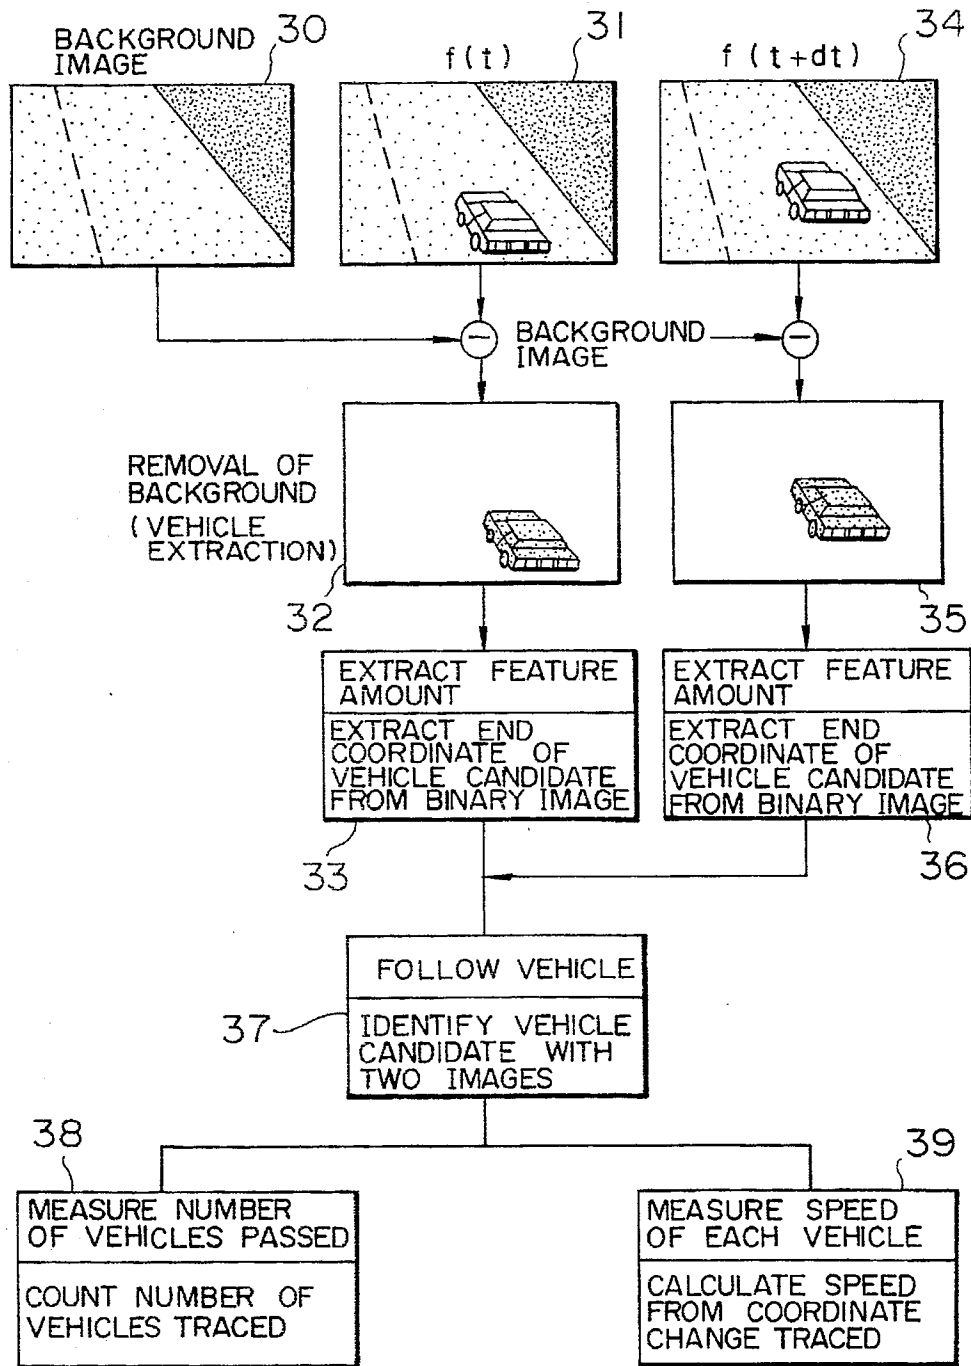 BACKGROUND
IMAGE
30
f(t)
31
f(t+dt)
34
BACKGROUND
IMAGE
REMOVAL OF
BACKGROUND
(VEHICLE
EXTRACTION)
32
35
EXTRACT FEATURE
AMOUNT
EXTRACT END
COORDINATE OF
VEHICLE CANDIDATE
FROM BINARY IMAGE
33
EXTRACT FEATURE
AMOUNT
EXTRACT END
COORDINATE OF
VEHICLE CANDIDATE
FROM BINARY IMAGE
36
FOLLOW VEHICLE
37
IDENTIFY VEHICLE
CANDIDATE WITH
TWO IMAGES
38
MEASURE NUMBER
OF VEHICLES PASSED
COUNT NUMBER OF
VEHICLES TRACED
39
MEASURE SPEED
OF EACH VEHICLE
CALCULATE SPEED
FROM COORDINATE
CHANGE TRACED